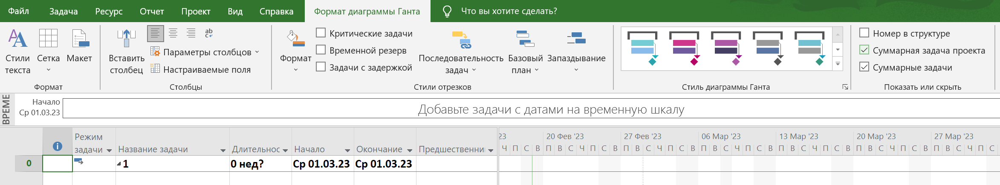 Файл Задача Ресурс Отчет Проект Вид Справка Формат диаграммы Ганта Что вы хотите сделать?
Стили текста
Сетка
Макет
Формат
Вставить столбец
ab
c
Параметры столбцов
Настраиваемые поля
Столбцы
Формат
Критические задачи
Временной резерв
Задачи с задержкой
Последовательность задач
Базовый план
Запаздывание
Стили отрезков
Стиль диаграммы Ганта
Номер в структуре
Суммарная задача проекта
Суммарные задачи
Показать или скрыть
ВРЕМЕ
Начало
Ср 01.03.23
Добавьте задачи с датами на временную шкалу
Режим задачи Название задачи Длительнос Начало Окончание Предшественни
23 20 Фев '23 27 Фев '23 06 Мар '23 13 Мар '23 20 Мар '23 27 Мар '23
Ч П С В П В С Ч П С В П В С Ч П С В П В С Ч П С В П В С Ч П С В П В С Ч П С В П В С Ч П С
0 1 0 нед? Ср 01.03.23 Ср 01.03.23